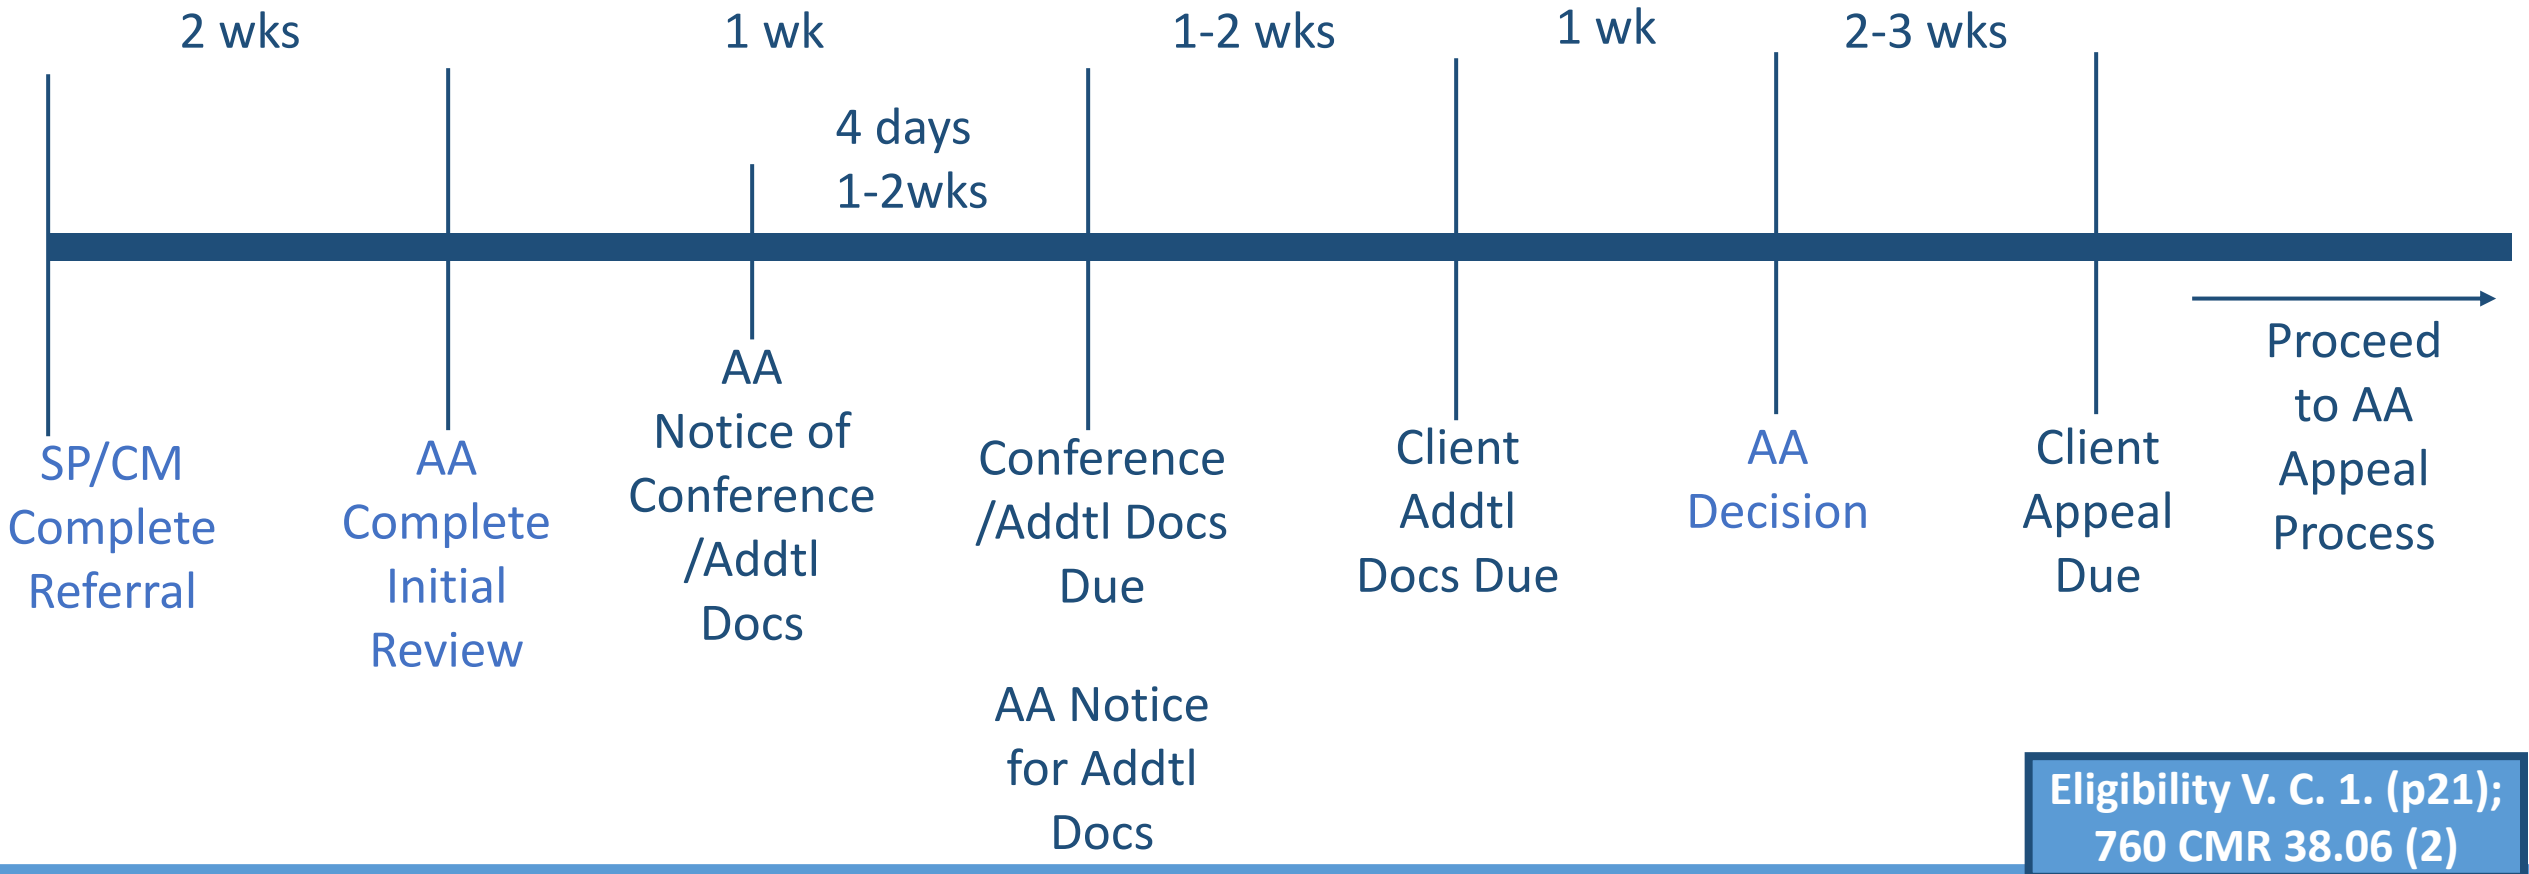 2 wks
1 wk
1-2 wks
1 wk
2-3 wks
4 days
1-2wks
SP/CM
Complete
Referral
AA
Complete
Initial
Review
AA
Notice of
Conference
/Addtl
Docs
Conference
/Addtl Docs
Due
AA Notice
for Addtl
Docs
Client
Addtl
Docs Due
AA
Decision
Client
Appeal
Due
Proceed
to AA
Appeal
Process
Eligibility V. C. 1. (p21);
760 CMR 38.06 (2)